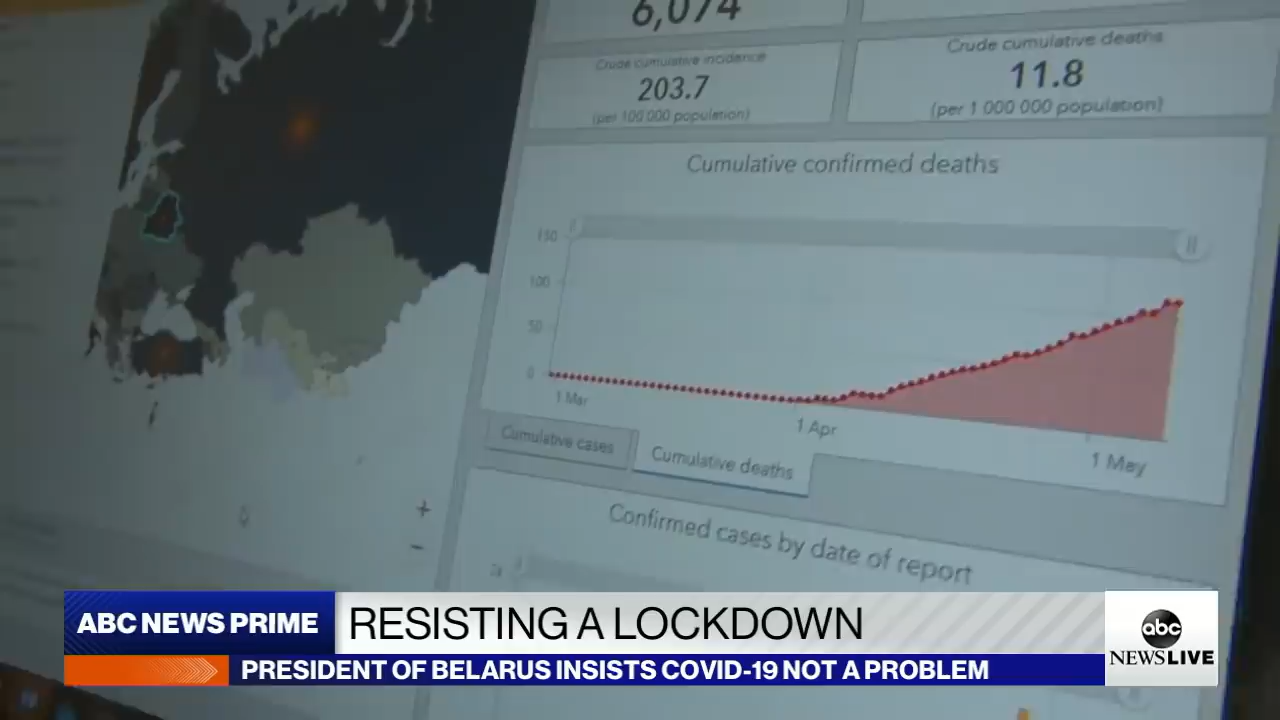 6,074
Crude cumulative incidence
203.7
(per 100 000 population)
Crude cumulative deaths
11.8
(per 1 000 000 population)
Cumulative confirmed deaths
150
100
50
0
1 Mar
1 Apr
1 May
Cumulative cases
Cumulative deaths
+
−
Confirmed cases by date of report
ABC NEWS PRIME
RESISTING A LOCKDOWN
PRESIDENT OF BELARUS INSISTS COVID-19 NOT A PROBLEM
abc
NEWS LIVE